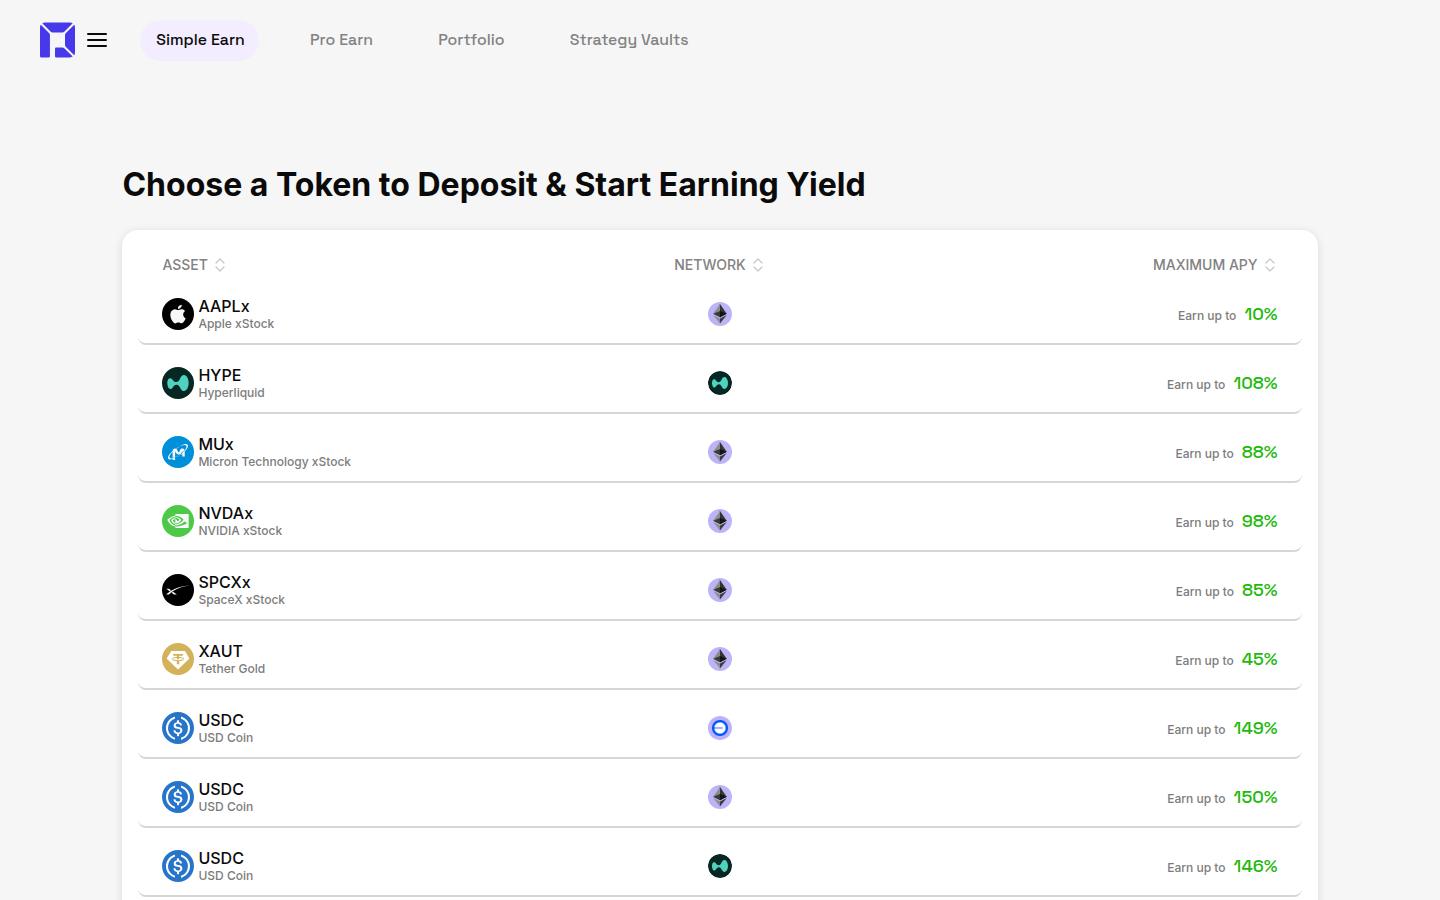 Simple Earn
Pro Earn
Portfolio
Strategy Vaults
Choose a Token to Deposit & Start Earning Yield
ASSET NETWORK MAXIMUM APY
AAPLx
Apple xStock
Earn up to 10%
HYPE
Hyperliquid
Earn up to 108%
MUx
Micron Technology xStock
Earn up to 88%
NVDAx
NVIDIA xStock
Earn up to 98%
SPCXx
SpaceX xStock
Earn up to 85%
XAUT
Tether Gold
Earn up to 45%
USDC
USD Coin
Earn up to 149%
USDC
USD Coin
Earn up to 150%
USDC
USD Coin
Earn up to 146%